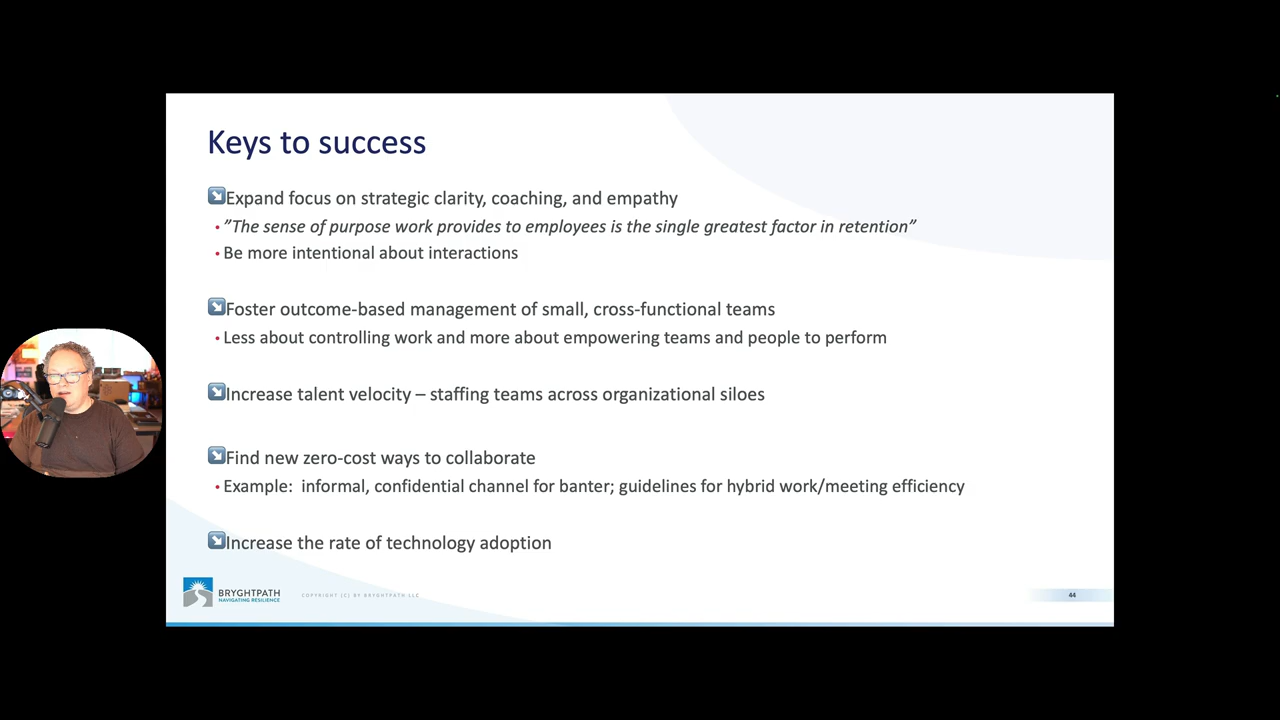 Keys to success
Expand focus on strategic clarity, coaching, and empathy
”The sense of purpose work provides to employees is the single greatest factor in retention”
Be more intentional about interactions
Foster outcome-based management of small, cross-functional teams
Less about controlling work and more about empowering teams and people to perform
Increase talent velocity – staffing teams across organizational siloes
Find new zero-cost ways to collaborate
Example:  informal, confidential channel for banter; guidelines for hybrid work/meeting efficiency
Increase the rate of technology adoption
BRYGHTPATH
NAVIGATING RESILIENCE
COPYRIGHT (C) BY BRYGHTPATH LLC
44